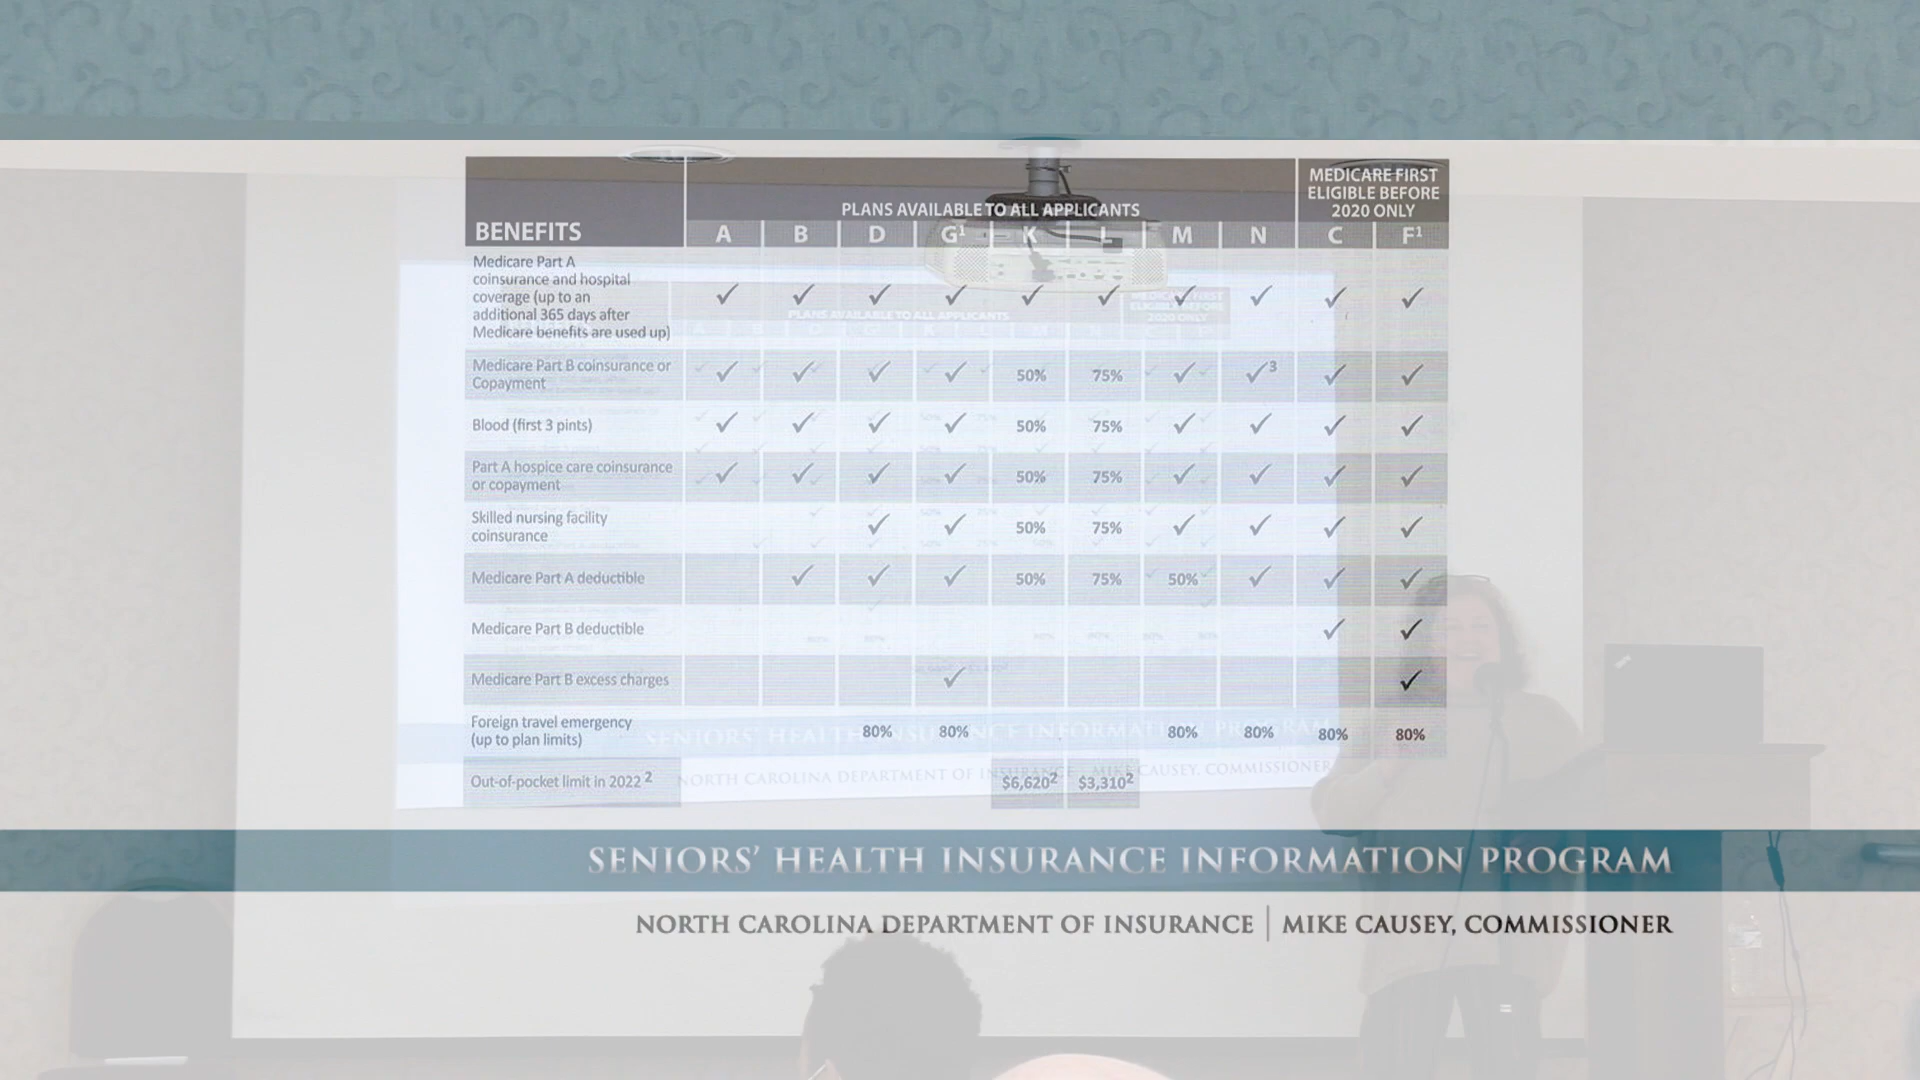 MEDICARE FIRST
ELIGIBLE BEFORE
2020 ONLY
PLANS AVAILABLE TO ALL APPLICANTS
BENEFITS A B D G¹ K L M N C F¹
Medicare Part A
coinsurance and hospital
coverage (up to an
additional 365 days after
Medicare benefits are used up)
✓ ✓ ✓ ✓ ✓ ✓ ✓ ✓ ✓ ✓
Medicare Part B coinsurance or
Copayment
✓ ✓ ✓ ✓ 50% 75% ✓ ✓³ ✓ ✓
Blood (first 3 pints) ✓ ✓ ✓ ✓ 50% 75% ✓ ✓ ✓ ✓
Part A hospice care coinsurance
or copayment
✓ ✓ ✓ ✓ 50% 75% ✓ ✓ ✓ ✓
Skilled nursing facility
coinsurance
✓ ✓ 50% 75% ✓ ✓ ✓ ✓
Medicare Part A deductible ✓ ✓ ✓ 50% 75% 50% ✓ ✓ ✓
Medicare Part B deductible ✓ ✓
Medicare Part B excess charges ✓ ✓
Foreign travel emergency
(up to plan limits)
80% 80% 80% 80% 80% 80%
Out-of-pocket limit in 2022 ² $6,620² $3,310²
SENIORS' HEALTH INSURANCE INFORMATION PROGRAM
NORTH CAROLINA DEPARTMENT OF INSURANCE | MIKE CAUSEY, COMMISSIONER